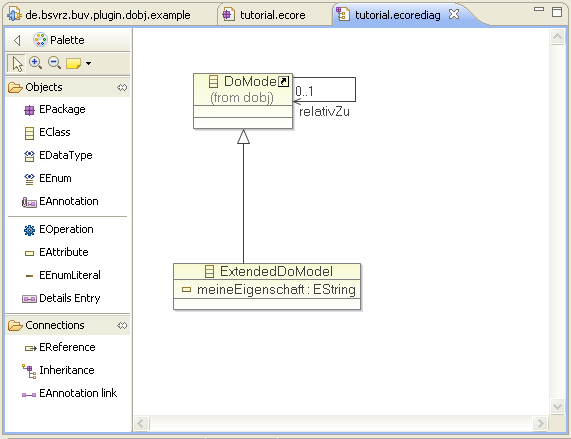 de.bsvrz.buv.plugin.dobj.example
tutorial.ecore
tutorial.ecorediag
Palette
Objects
EPackage
EClass
EDataType
EEnum
EAnnotation
EOperation
EAttribute
EEnumLiteral
Details Entry
Connections
EReference
Inheritance
EAnnotation link
DoMode
(from dobj)
0..1
relativZu
ExtendedDoModel
meineEigenschaft : EString